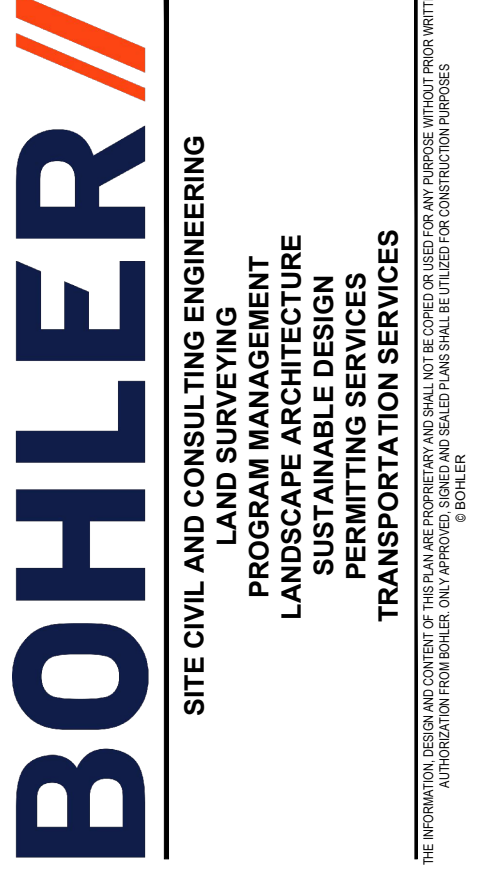 BOHLER//
SITE CIVIL AND CONSULTING ENGINEERING
LAND SURVEYING
PROGRAM MANAGEMENT
LANDSCAPE ARCHITECTURE
SUSTAINABLE DESIGN
PERMITTING SERVICES
TRANSPORTATION SERVICES
THE INFORMATION, DESIGN AND CONTENT OF THIS PLAN ARE PROPRIETARY AND SHALL NOT BE COPIED OR USED FOR ANY PURPOSE WITHOUT PRIOR WRITT
AUTHORIZATION FROM BOHLER. ONLY APPROVED, SIGNED AND SEALED PLANS SHALL BE UTILIZED FOR CONSTRUCTION PURPOSES
© BOHLER